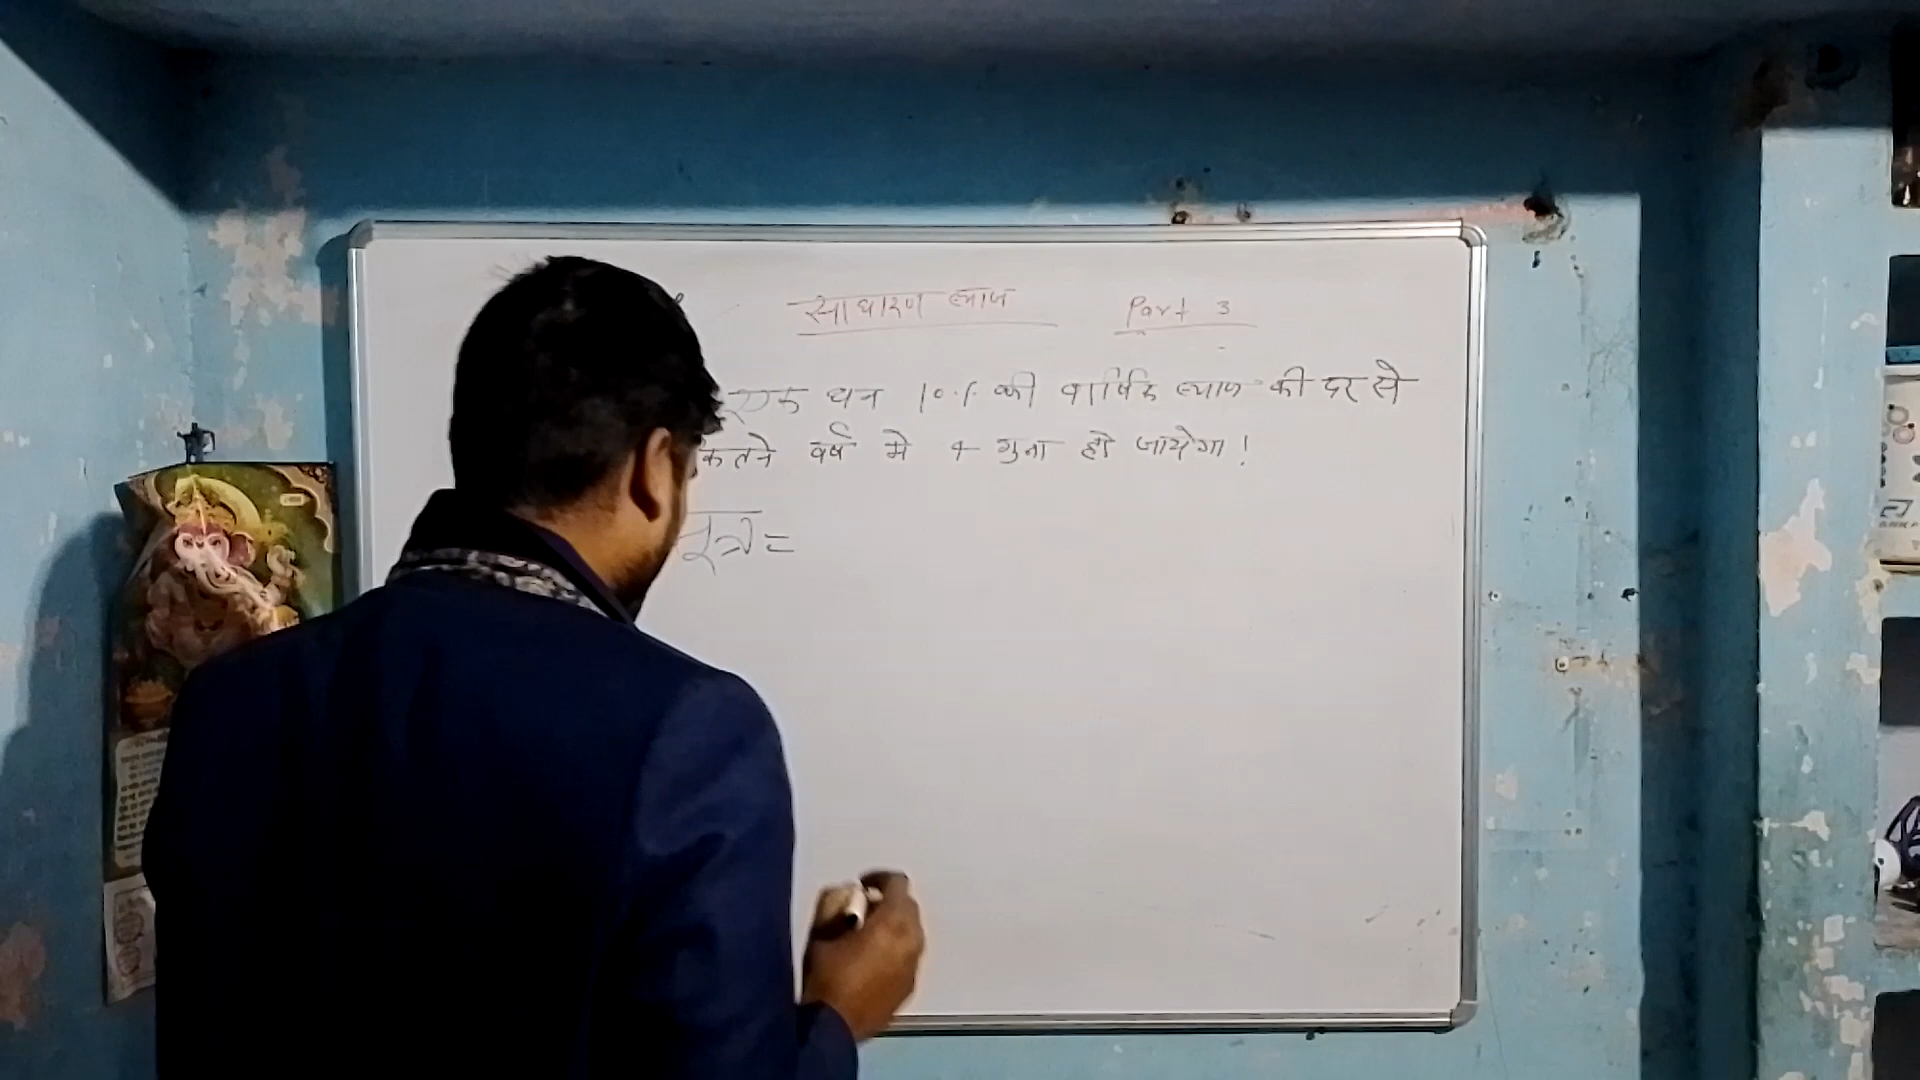 साधारण ब्याज Part 3
एक धन 10% की वार्षिक ब्याज की दर से
कितने वर्ष मे 4 गुना हो जायेगा!
सूत्र =